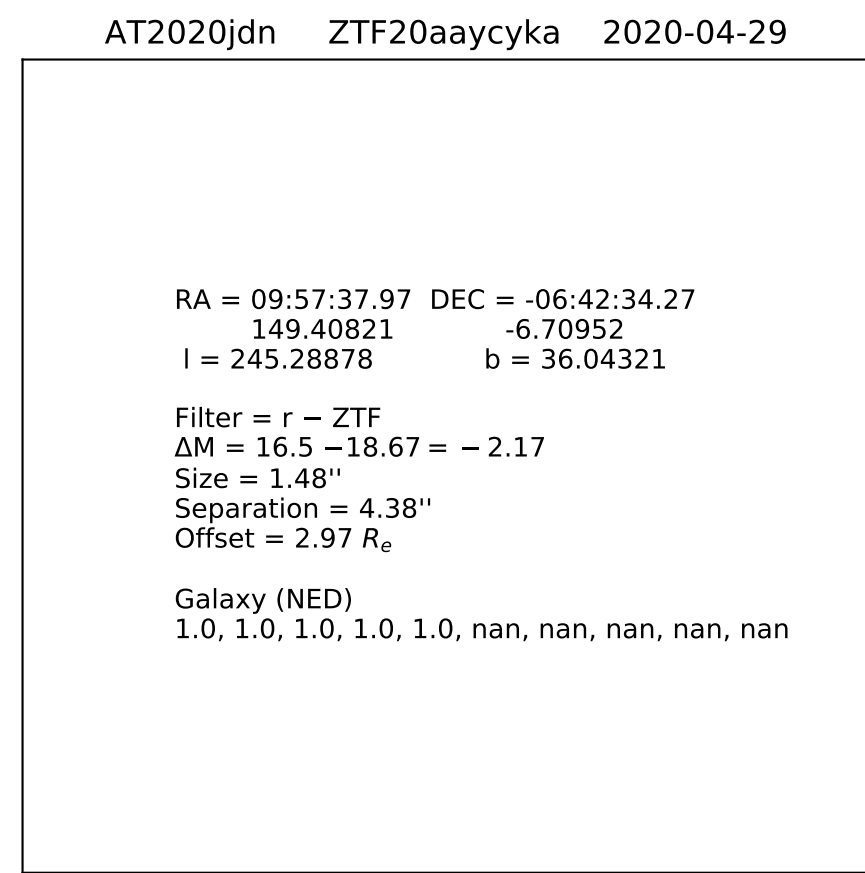 AT2020jdn ZTF20aaycyka 2020-04-29
RA = 09:57:37.97 DEC = -06:42:34.27
149.40821 -6.70952
l = 245.28878 b = 36.04321
Filter = r − ZTF
ΔM = 16.5 −18.67 = − 2.17
Size = 1.48''
Separation = 4.38''
Offset = 2.97 Re
Galaxy (NED)
1.0, 1.0, 1.0, 1.0, 1.0, nan, nan, nan, nan, nan